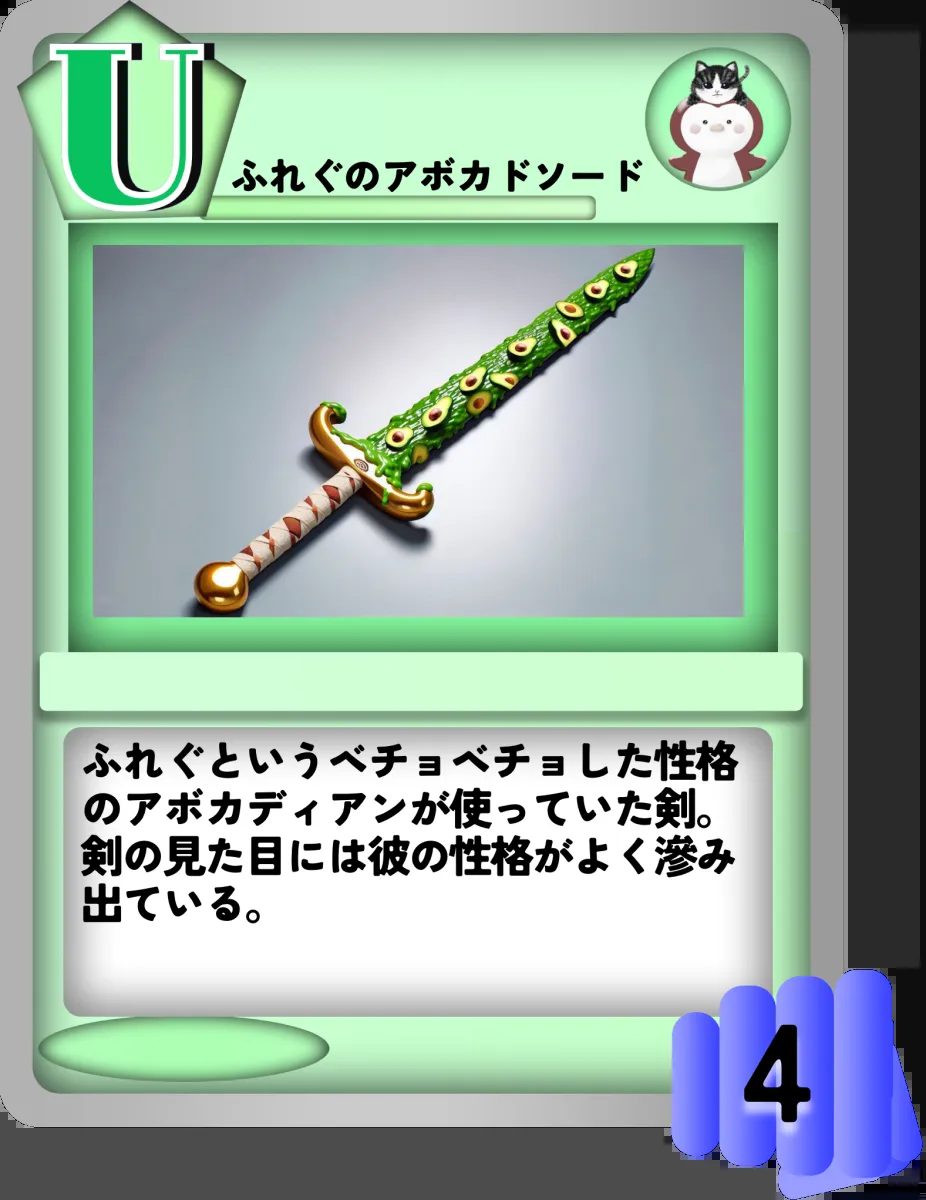 U
ふれぐのアボカドソード
ふれぐというベチョベチョした性格
のアボカディアンが使っていた剣。
剣の見た目には彼の性格がよく滲み
出ている。
4